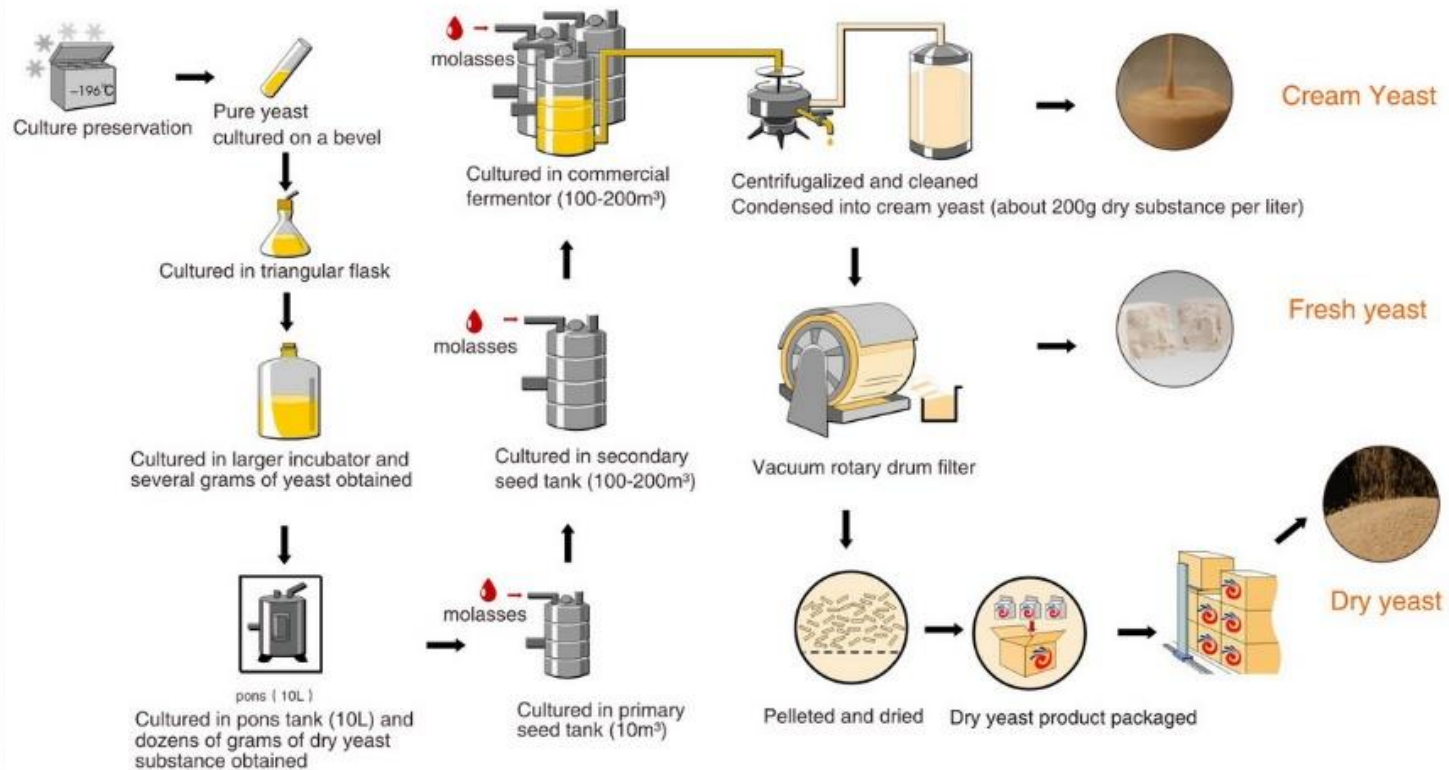 −196℃
Culture preservation
Pure yeast
cultured on a bevel
Cultured in triangular flask
Cultured in larger incubator and
several grams of yeast obtained
pons ( 10L )
Cultured in pons tank (10L) and
dozens of grams of dry yeast
substance obtained
molasses
Cultured in primary
seed tank (10m³)
molasses
Cultured in secondary
seed tank (100-200m³)
molasses
Cultured in commercial
fermentor (100-200m³)
Centrifugalized and cleaned
Condensed into cream yeast (about 200g dry substance per liter)
Cream Yeast
Vacuum rotary drum filter
Fresh yeast
Pelleted and dried
Dry yeast product packaged
Dry yeast